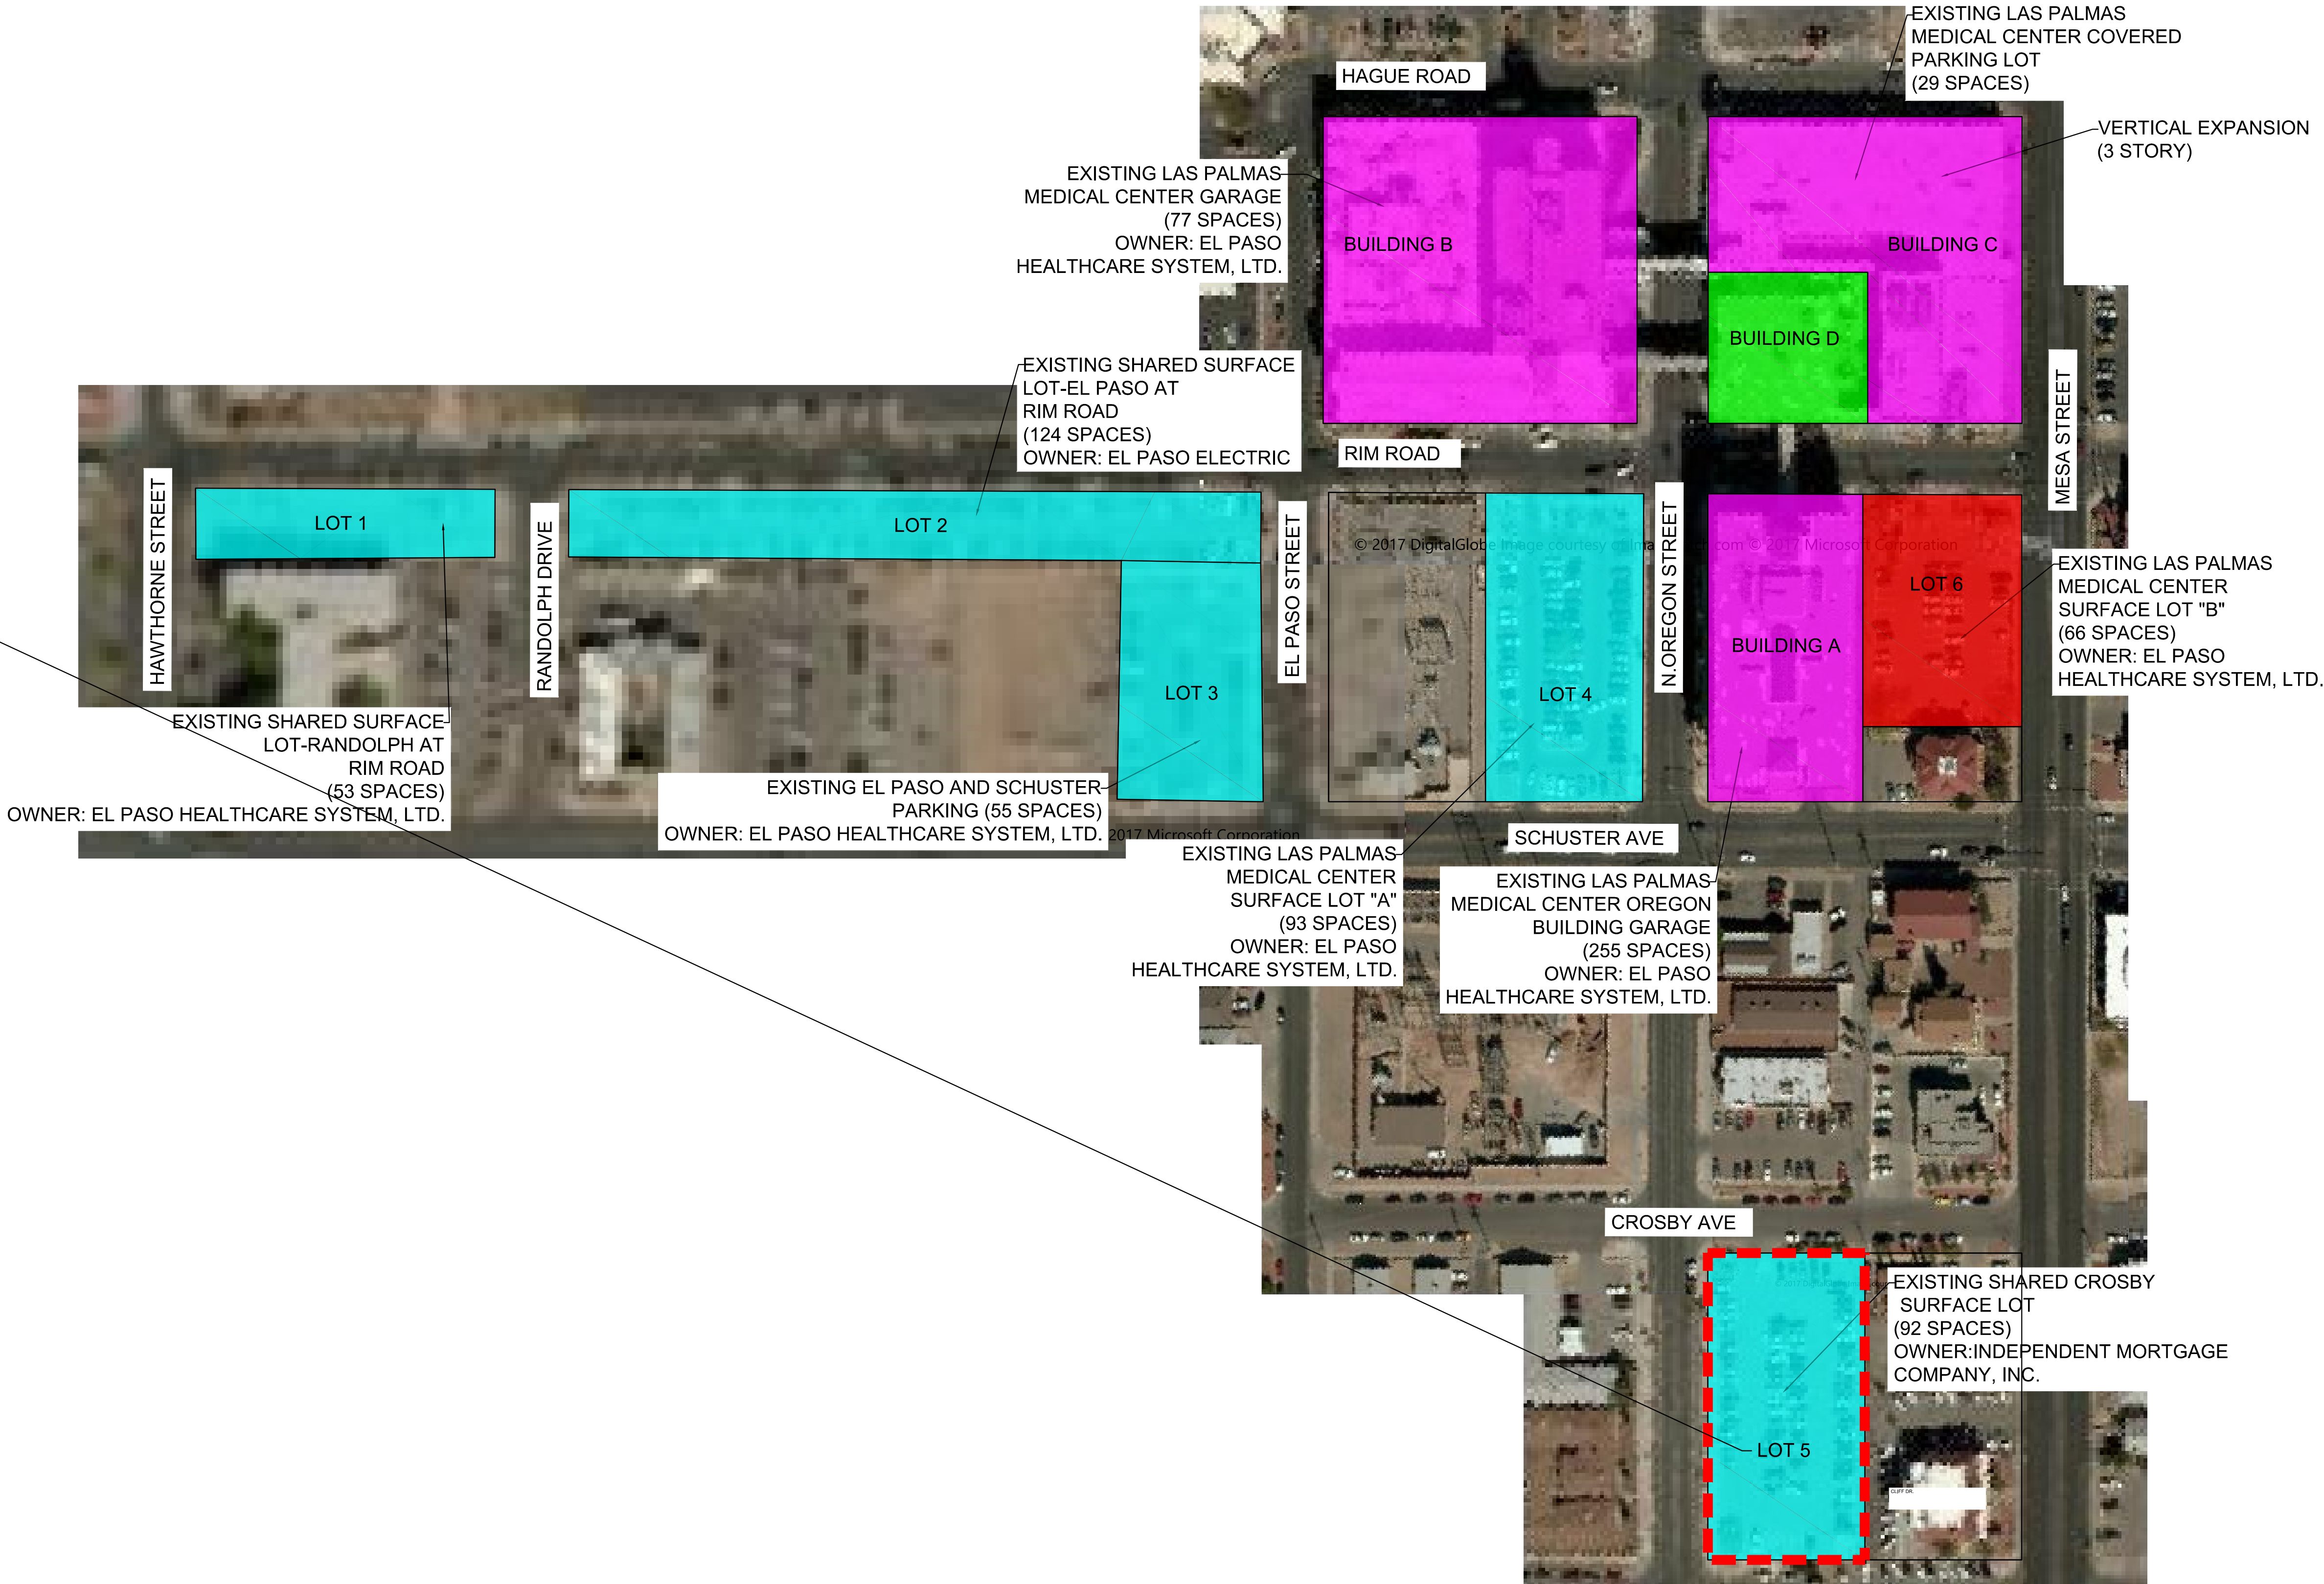 EXISTING LAS PALMAS
MEDICAL CENTER COVERED
PARKING LOT
(29 SPACES)
HAGUE ROAD
VERTICAL EXPANSION
(3 STORY)
EXISTING LAS PALMAS
MEDICAL CENTER GARAGE
(77 SPACES)
OWNER: EL PASO
HEALTHCARE SYSTEM, LTD.
BUILDING B
BUILDING C
BUILDING D
EXISTING SHARED SURFACE
LOT-EL PASO AT
RIM ROAD
(124 SPACES)
OWNER: EL PASO ELECTRIC
RIM ROAD
MESA STREET
HAWTHORNE STREET
LOT 1
RANDOLPH DRIVE
LOT 2
EL PASO STREET
N.OREGON STREET
© 2017 DigitalGlobe Image courtesy of
.com © 2017 Microsoft Corporation
LOT 6
EXISTING LAS PALMAS
MEDICAL CENTER
SURFACE LOT "B"
(66 SPACES)
OWNER: EL PASO
HEALTHCARE SYSTEM, LTD.
BUILDING A
LOT 3
LOT 4
EXISTING SHARED SURFACE
LOT-RANDOLPH AT
RIM ROAD
(53 SPACES)
OWNER: EL PASO HEALTHCARE SYSTEM, LTD.
EXISTING EL PASO AND SCHUSTER
PARKING (55 SPACES)
OWNER: EL PASO HEALTHCARE SYSTEM, LTD.
2017 Microsoft Corporation
SCHUSTER AVE
EXISTING LAS PALMAS
MEDICAL CENTER
SURFACE LOT "A"
(93 SPACES)
OWNER: EL PASO
HEALTHCARE SYSTEM, LTD.
EXISTING LAS PALMAS
MEDICAL CENTER OREGON
BUILDING GARAGE
(255 SPACES)
OWNER: EL PASO
HEALTHCARE SYSTEM, LTD.
CROSBY AVE
EXISTING SHARED CROSBY
SURFACE LOT
(92 SPACES)
OWNER:INDEPENDENT MORTGAGE
COMPANY, INC.
LOT 5
CLIFF DR.